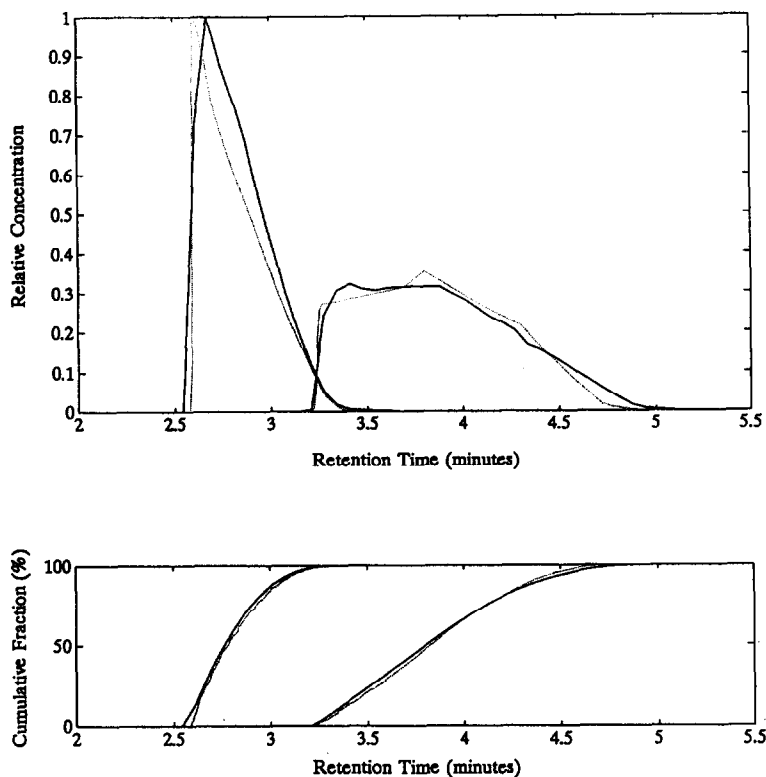 1
0.9
0.8
0.7
0.6
0.5
0.4
0.3
0.2
0.1
0
Relative Concentration
2 2.5 3 3.5 4 4.5 5 5.5
Retention Time (minutes)
100
50
0
Cumulative Fraction (%)
2 2.5 3 3.5 4 4.5 5 5.5
Retention Time (minutes)